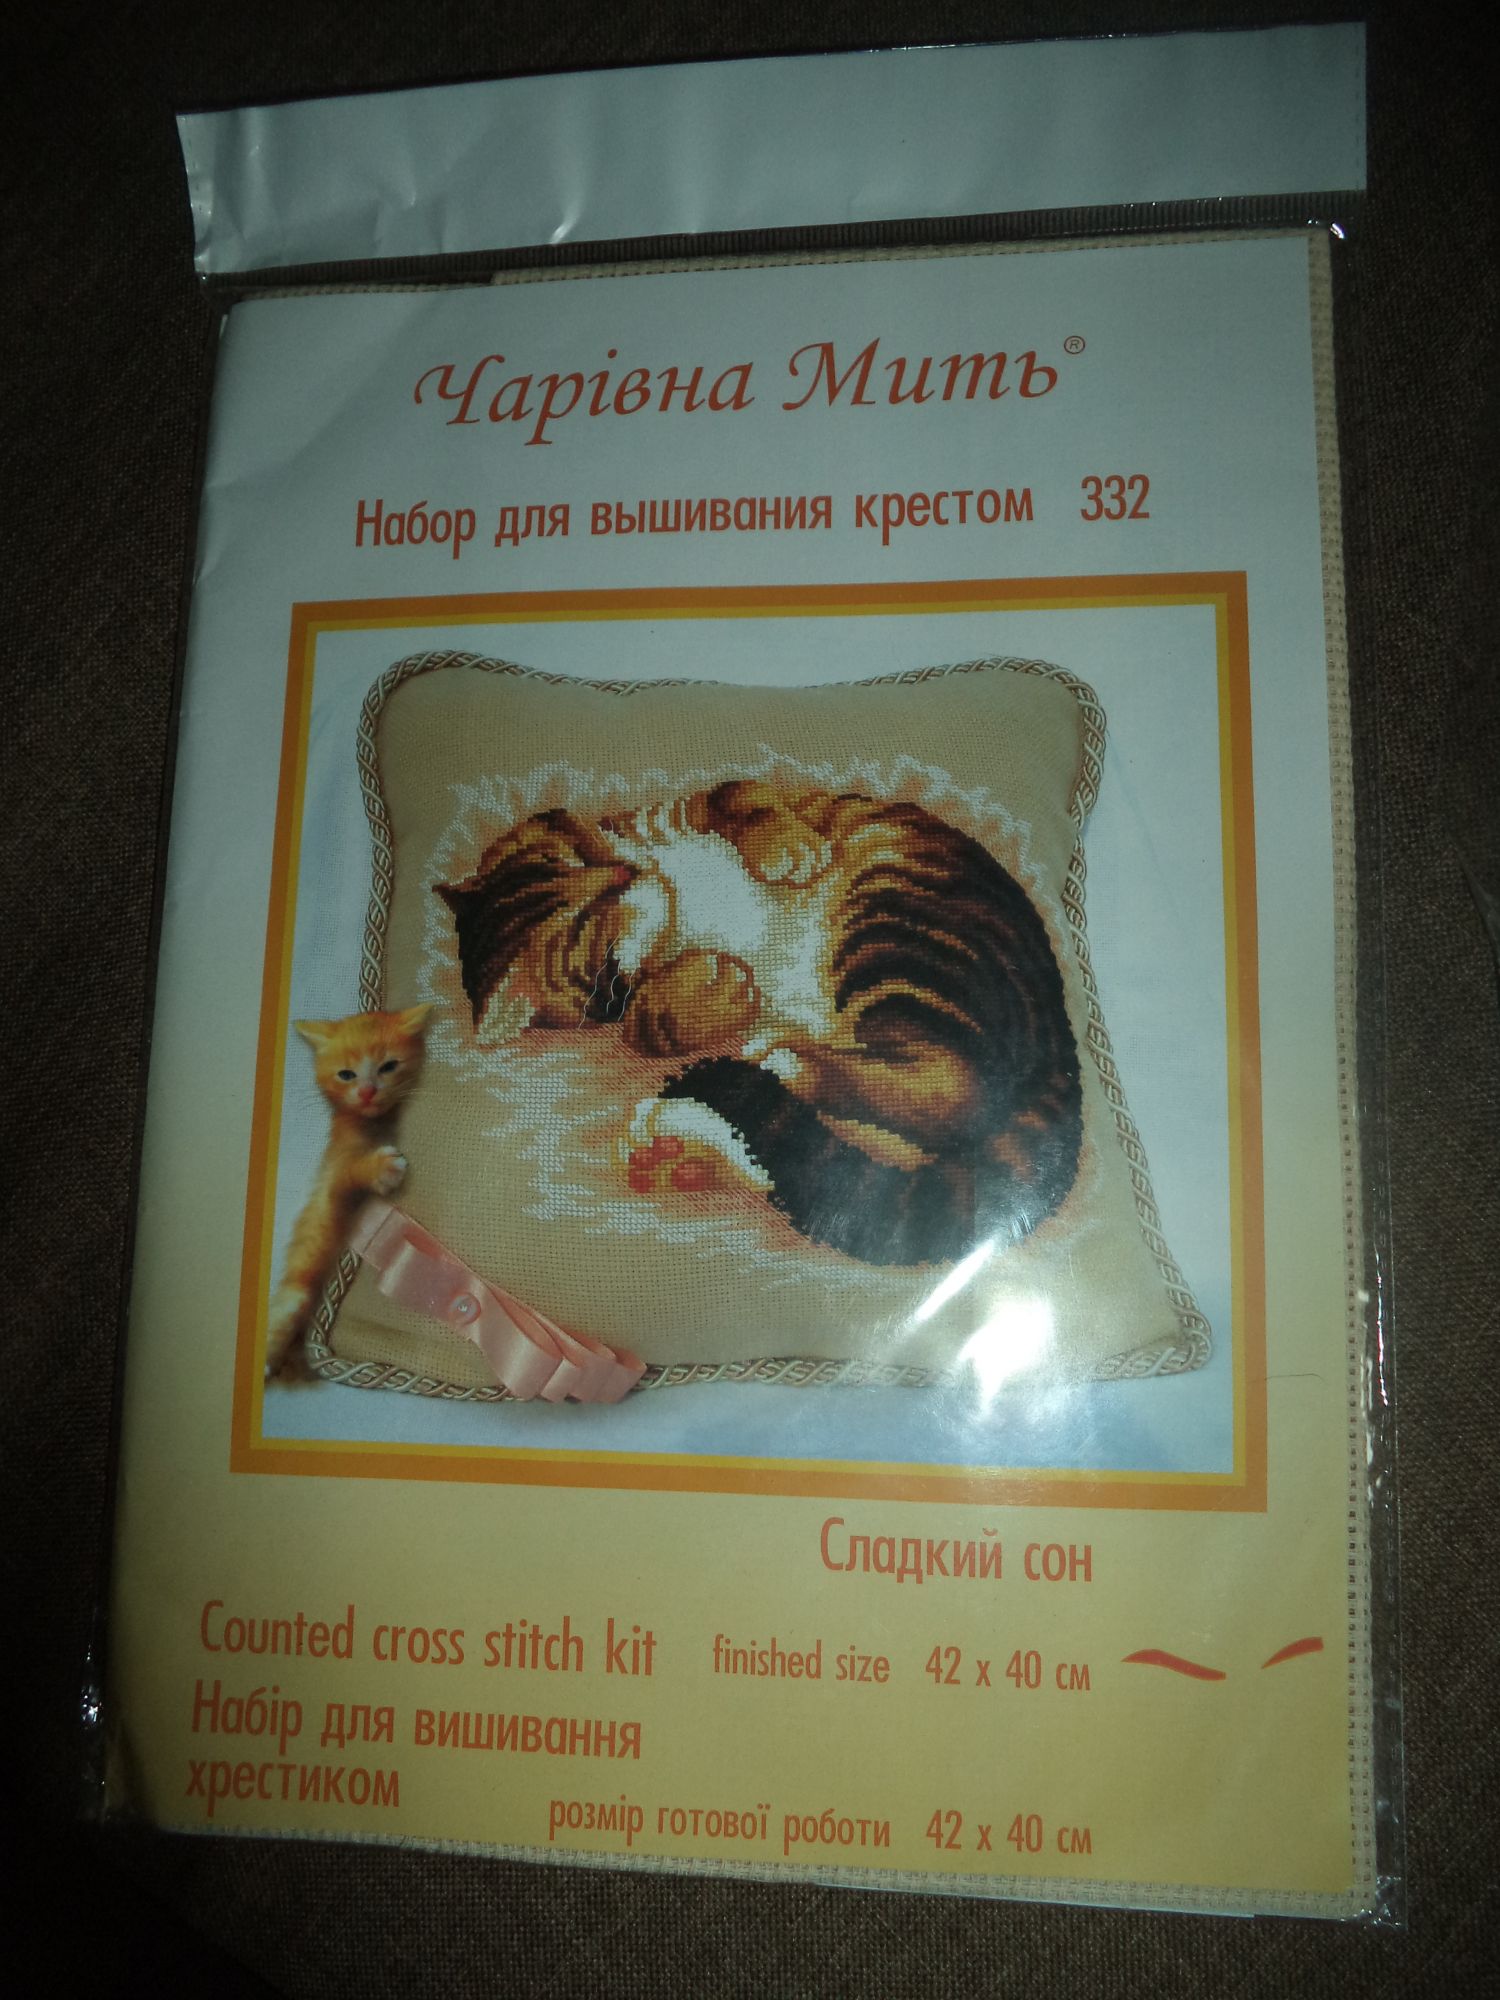 Чарівна Мить®
Набор для вышивания крестом 332
Сладкий сон
Counted cross stitch kit finished size 42 x 40 см
Набір для вишивання
хрестиком
розмір готової роботи 42 x 40 см